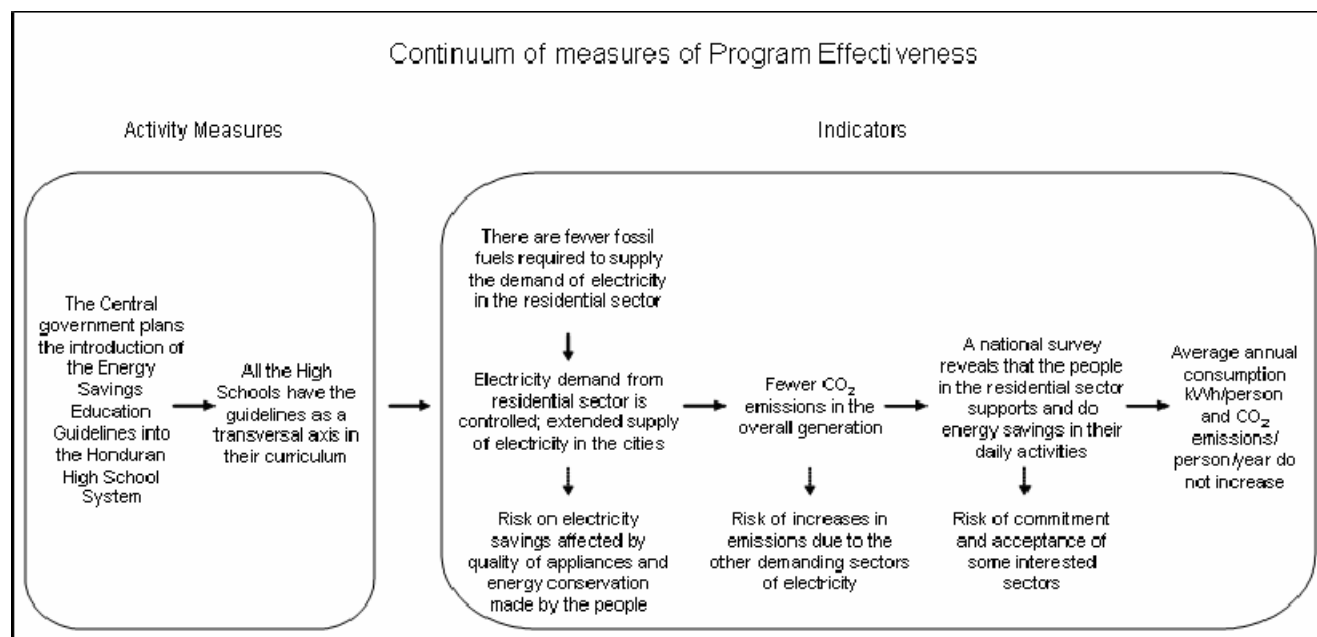 Continuum of measures of Program Effectiveness
Activity Measures
Indicators
The Central
government plans
the introduction of
the Energy
Savings
Education
Guidelines into
the Honduran
High School
System
All the High
Schools have the
guidelines as a
transversal axis in
their curriculum
There are fewer fossil
fuels required to supply
the demand of electricity
in the residential sector
Electricity demand from
residential sector is
controlled; extended supply
of electricity in the cities
Risk on electricity
savings affected by
quality of appliances and
energy conservation
made by the people
Fewer CO₂
emissions in the
overall generation
Risk of increases in
emissions due to the
other demanding sectors
of electricity
A national survey
reveals that the people
in the residential sector
supports and do
energy savings in their
daily activities
Risk of commitment
and acceptance of
some interested
sectors
Average annual
consumption
kWh/person
and CO₂
emissions/
person/year do
not increase